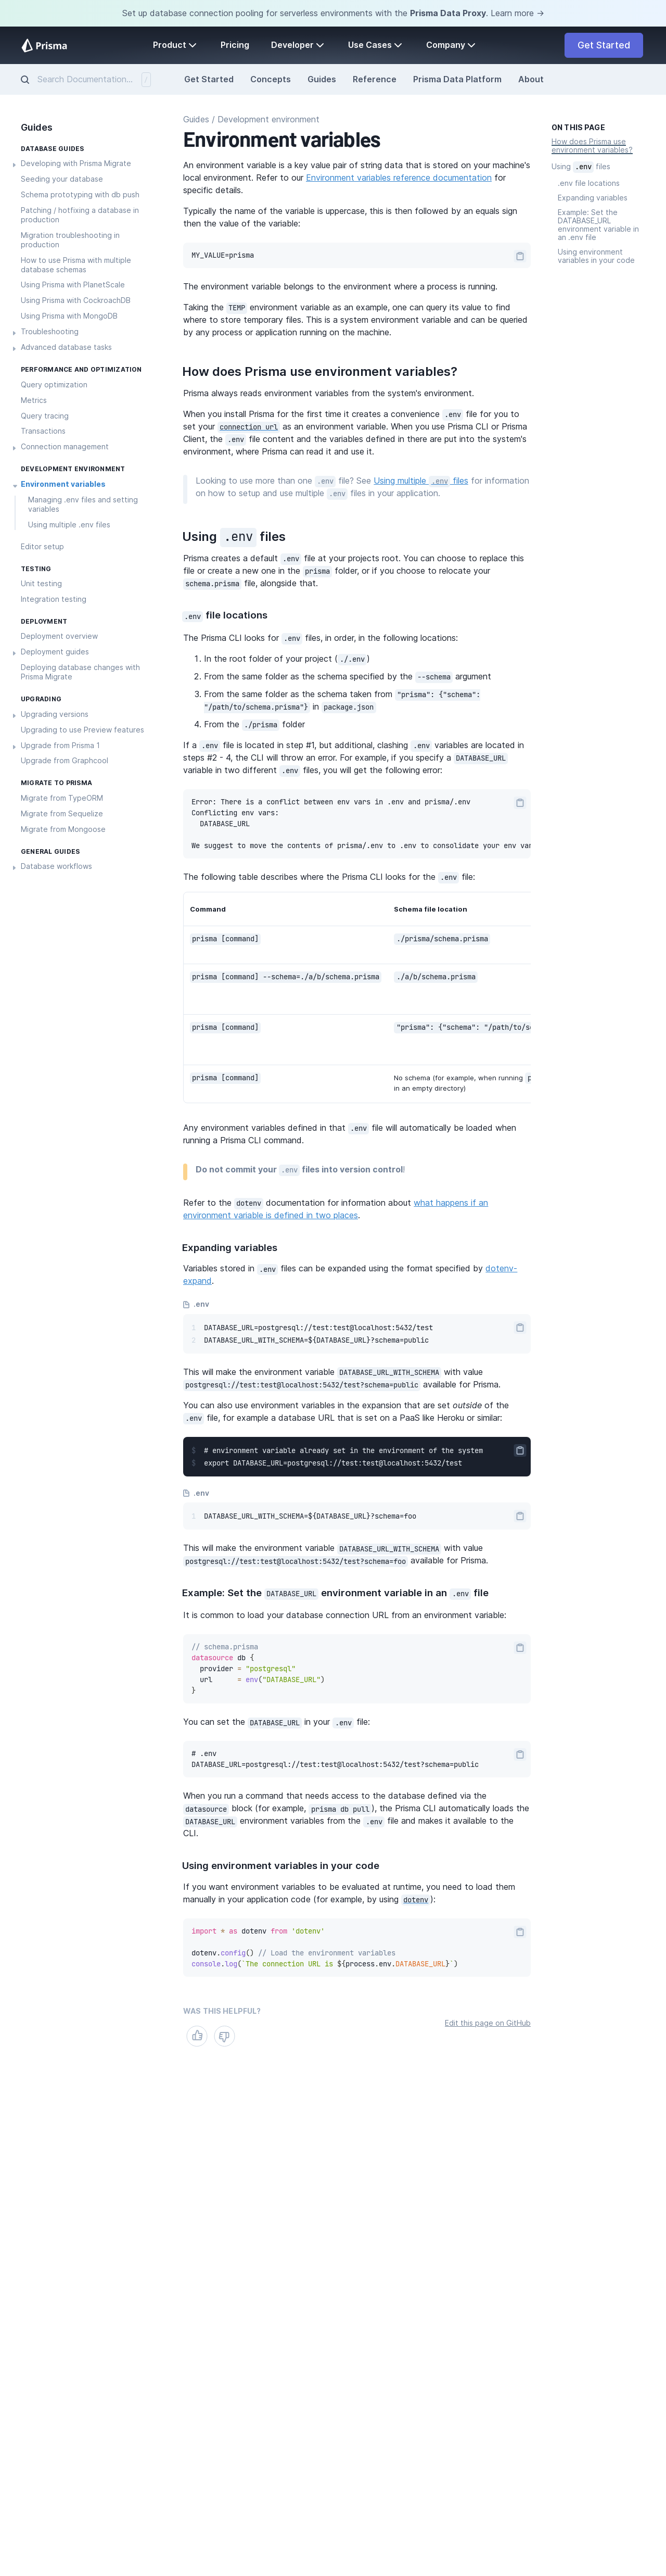 Set up database connection pooling for serverless environments with the Prisma Data Proxy. Learn more →
Prisma
Product
Pricing
Developer
Use Cases
Company
Get Started
Search Documentation...
/
Get Started
Concepts
Guides
Reference
Prisma Data Platform
About
Guides
DATABASE GUIDES
Developing with Prisma Migrate
Seeding your database
Schema prototyping with db push
Patching / hotfixing a database in
production
Migration troubleshooting in
production
How to use Prisma with multiple
database schemas
Using Prisma with PlanetScale
Using Prisma with CockroachDB
Using Prisma with MongoDB
Troubleshooting
Advanced database tasks
PERFORMANCE AND OPTIMIZATION
Query optimization
Metrics
Query tracing
Transactions
Connection management
DEVELOPMENT ENVIRONMENT
Environment variables
Managing .env files and setting
variables
Using multiple .env files
Editor setup
TESTING
Unit testing
Integration testing
DEPLOYMENT
Deployment overview
Deployment guides
Deploying database changes with
Prisma Migrate
UPGRADING
Upgrading versions
Upgrading to use Preview features
Upgrade from Prisma 1
Upgrade from Graphcool
MIGRATE TO PRISMA
Migrate from TypeORM
Migrate from Sequelize
Migrate from Mongoose
GENERAL GUIDES
Database workflows
Guides / Development environment
Environment variables
An environment variable is a key value pair of string data that is stored on your machine's
local environment. Refer to our Environment variables reference documentation for
specific details.
Typically the name of the variable is uppercase, this is then followed by an equals sign
then the value of the variable:
MY_VALUE=prisma
The environment variable belongs to the environment where a process is running.
Taking the TEMP environment variable as an example, one can query its value to find
where to store temporary files. This is a system environment variable and can be queried
by any process or application running on the machine.
How does Prisma use environment variables?
Prisma always reads environment variables from the system's environment.
When you install Prisma for the first time it creates a convenience .env file for you to
set your connection url as an environment variable. When you use Prisma CLI or Prisma
Client, the .env file content and the variables defined in there are put into the system's
environment, where Prisma can read it and use it.
Looking to use more than one .env file? See Using multiple .env files for information
on how to setup and use multiple .env files in your application.
Using .env files
Prisma creates a default .env file at your projects root. You can choose to replace this
file or create a new one in the prisma folder, or if you choose to relocate your
schema.prisma file, alongside that.
.env file locations
The Prisma CLI looks for .env files, in order, in the following locations:
1. In the root folder of your project (./.env)
2. From the same folder as the schema specified by the --schema argument
3. From the same folder as the schema taken from "prisma": {"schema":
"/path/to/schema.prisma"} in package.json
4. From the ./prisma folder
If a .env file is located in step #1, but additional, clashing .env variables are located in
steps #2 - 4, the CLI will throw an error. For example, if you specify a DATABASE_URL
variable in two different .env files, you will get the following error:
Error: There is a conflict between env vars in .env and prisma/.env
Conflicting env vars:
DATABASE_URL
We suggest to move the contents of prisma/.env to .env to consolidate your env var
The following table describes where the Prisma CLI looks for the .env file:
Command
Schema file location
prisma [command]
./prisma/schema.prisma
prisma [command] --schema=./a/b/schema.prisma
./a/b/schema.prisma
prisma [command]
"prisma": {"schema": "/path/to/s
prisma [command]
No schema (for example, when running p
in an empty directory)
Any environment variables defined in that .env file will automatically be loaded when
running a Prisma CLI command.
Do not commit your .env files into version control!
Refer to the dotenv documentation for information about what happens if an
environment variable is defined in two places.
Expanding variables
Variables stored in .env files can be expanded using the format specified by dotenv-
expand.
.env
1 DATABASE_URL=postgresql://test:test@localhost:5432/test
2 DATABASE_URL_WITH_SCHEMA=${DATABASE_URL}?schema=public
This will make the environment variable DATABASE_URL_WITH_SCHEMA with value
postgresql://test:test@localhost:5432/test?schema=public available for Prisma.
You can also use environment variables in the expansion that are set outside of the
.env file, for example a database URL that is set on a PaaS like Heroku or similar:
$ # environment variable already set in the environment of the system
$ export DATABASE_URL=postgresql://test:test@localhost:5432/test
.env
1 DATABASE_URL_WITH_SCHEMA=${DATABASE_URL}?schema=foo
This will make the environment variable DATABASE_URL_WITH_SCHEMA with value
postgresql://test:test@localhost:5432/test?schema=foo available for Prisma.
Example: Set the DATABASE_URL environment variable in an .env file
It is common to load your database connection URL from an environment variable:
// schema.prisma
datasource db {
provider = "postgresql"
url = env("DATABASE_URL")
}
You can set the DATABASE_URL in your .env file:
# .env
DATABASE_URL=postgresql://test:test@localhost:5432/test?schema=public
When you run a command that needs access to the database defined via the
datasource block (for example, prisma db pull), the Prisma CLI automatically loads the
DATABASE_URL environment variables from the .env file and makes it available to the
CLI.
Using environment variables in your code
If you want environment variables to be evaluated at runtime, you need to load them
manually in your application code (for example, by using dotenv):
import * as dotenv from 'dotenv'
dotenv.config() // Load the environment variables
console.log(`The connection URL is ${process.env.DATABASE_URL}`)
WAS THIS HELPFUL?
Edit this page on GitHub
ON THIS PAGE
How does Prisma use
environment variables?
Using .env files
.env file locations
Expanding variables
Example: Set the
DATABASE_URL
environment variable in
an .env file
Using environment
variables in your code